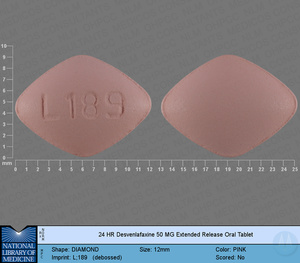 L189
24 HR Desvenlafaxine 50 MG Extended Release Oral Tablet
NATIONAL
LIBRARY OF
MEDICINE
Shape: DIAMOND Size: 12mm Color: PINK
Imprint: L;189 (debossed) Scored: No